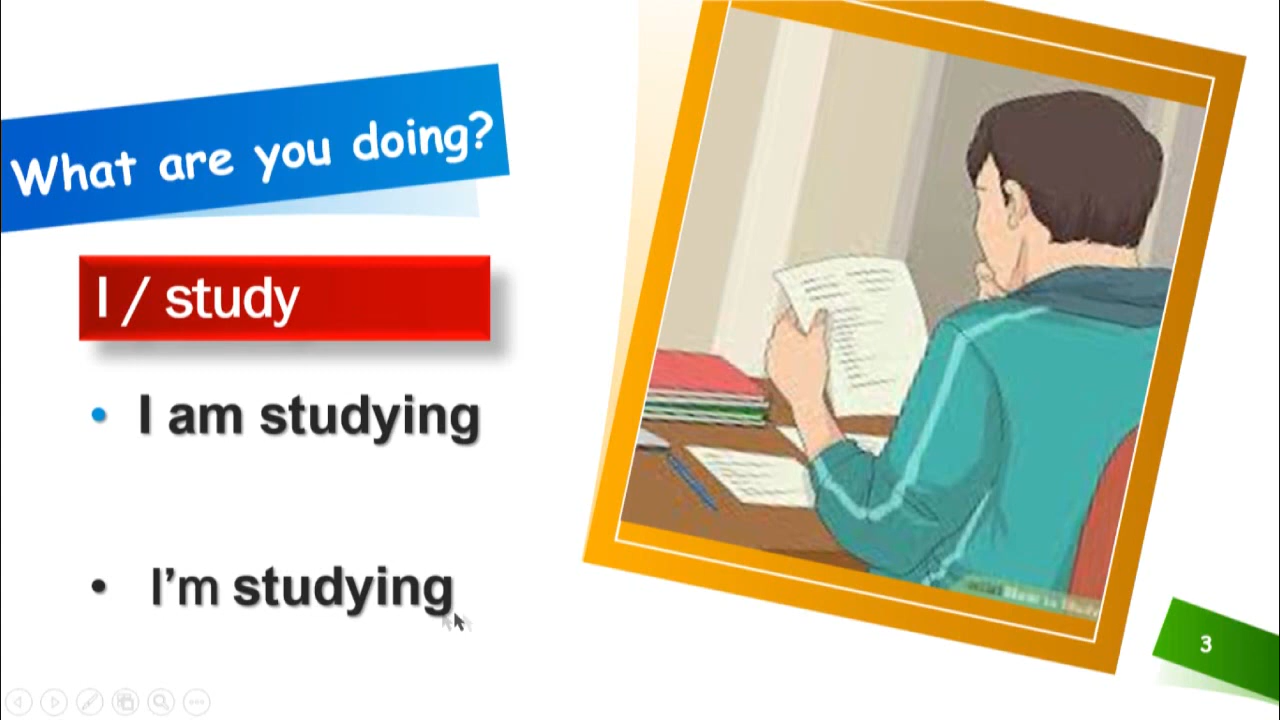 What are you doing?
I / study
• I am studying
• I'm studying
3